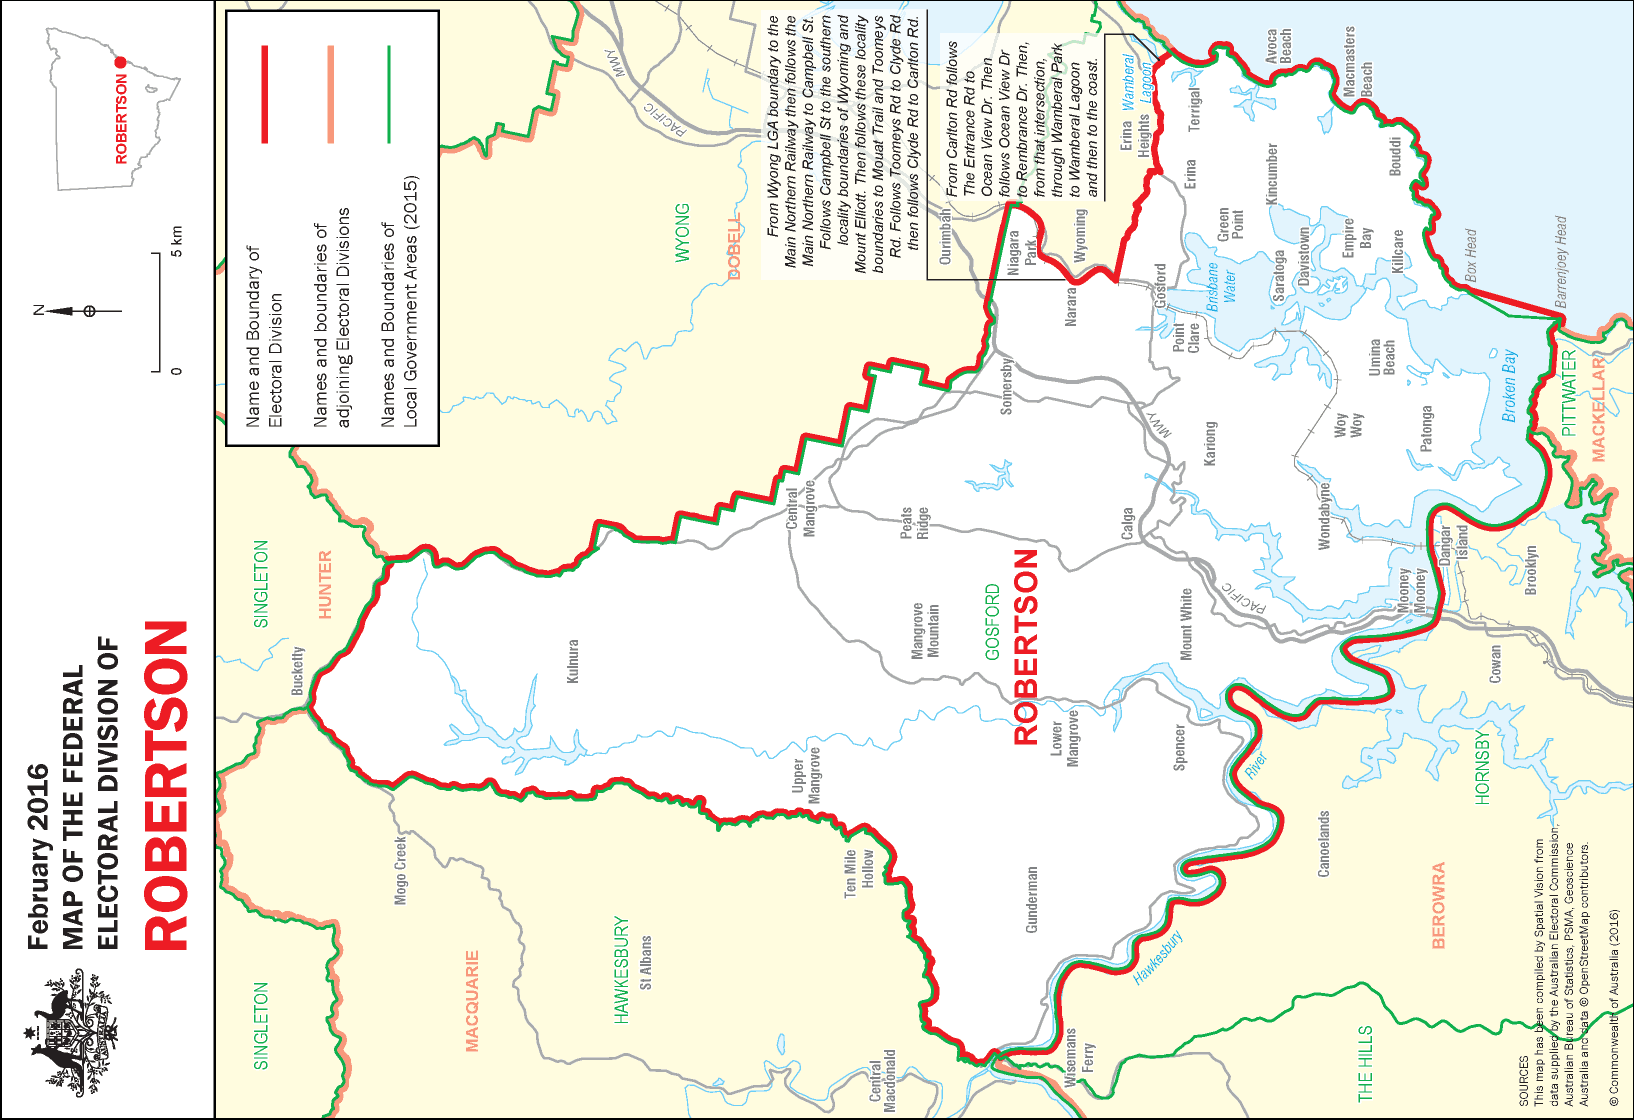 February 2016
MAP OF THE FEDERAL
ELECTORAL DIVISION OF
ROBERTSON
N
0
5 km
ROBERTSON
Name and Boundary of
Electoral Division
Names and boundaries of
adjoining Electoral Divisions
Names and Boundaries of
Local Government Areas (2015)
SINGLETON
SINGLETON
HUNTER
Bucketty
Mogo Creek
MACQUARIE
HAWKESBURY
St Albans
Kulnura
WYONG
DOBELL
PACIFIC
MWY
From Wyong LGA boundary to the
Main Northern Railway then follows the
Main Northern Railway to Campbell St.
Follows Campbell St to the southern
locality boundaries of Wyoming and
Mount Elliott. Then follows these locality
boundaries to Mouat Trail and Toomeys
Rd. Follows Toomeys Rd to Clyde Rd
then follows Clyde Rd to Carlton Rd.
From Carlton Rd follows
The Entrance Rd to
Ocean View Dr. Then
follows Ocean View Dr
to Rembrance Dr. Then,
from that intersection,
through Wamberal Park
to Wamberal Lagoon
and then to the coast.
Central
Mangrove
Upper
Mangrove
Ten Mile
Hollow
Central
Macdonald
Peats
Ridge
Mangrove
Mountain
Ourimbah
GOSFORD
ROBERTSON
Somersby
Niagara
Park
Narara
Wyoming
Gunderman
Lower
Mangrove
Wisemans
Ferry
Calga
Erina
Heights
Wamberal
Lagoon
MWY
Gosford
Point
Clare
Erina
Terrigal
Kariong
Mount White
Spencer
Hawkesbury
River
PACIFIC
Brisbane
Water
Green
Point
Kincumber
Avoca
Beach
Saratoga
Davistown
Empire
Bay
Macmasters
Beach
Wondabyne
Woy
Woy
Umina
Beach
Killcare
Bouddi
Canoelands
THE HILLS
Mooney
Mooney
Patonga
Dangar
Island
Box Head
BEROWRA
HORNSBY
Cowan
Brooklyn
Broken Bay
Barrenjoey Head
PITTWATER
MACKELLAR
SOURCES
This map has been compiled by Spatial Vision from
data supplied by the Australian Electoral Commission,
Australian Bureau of Statistics, PSMA, Geoscience
Australia and data © OpenStreetMap contributors.
© Commonwealth of Australia (2016)